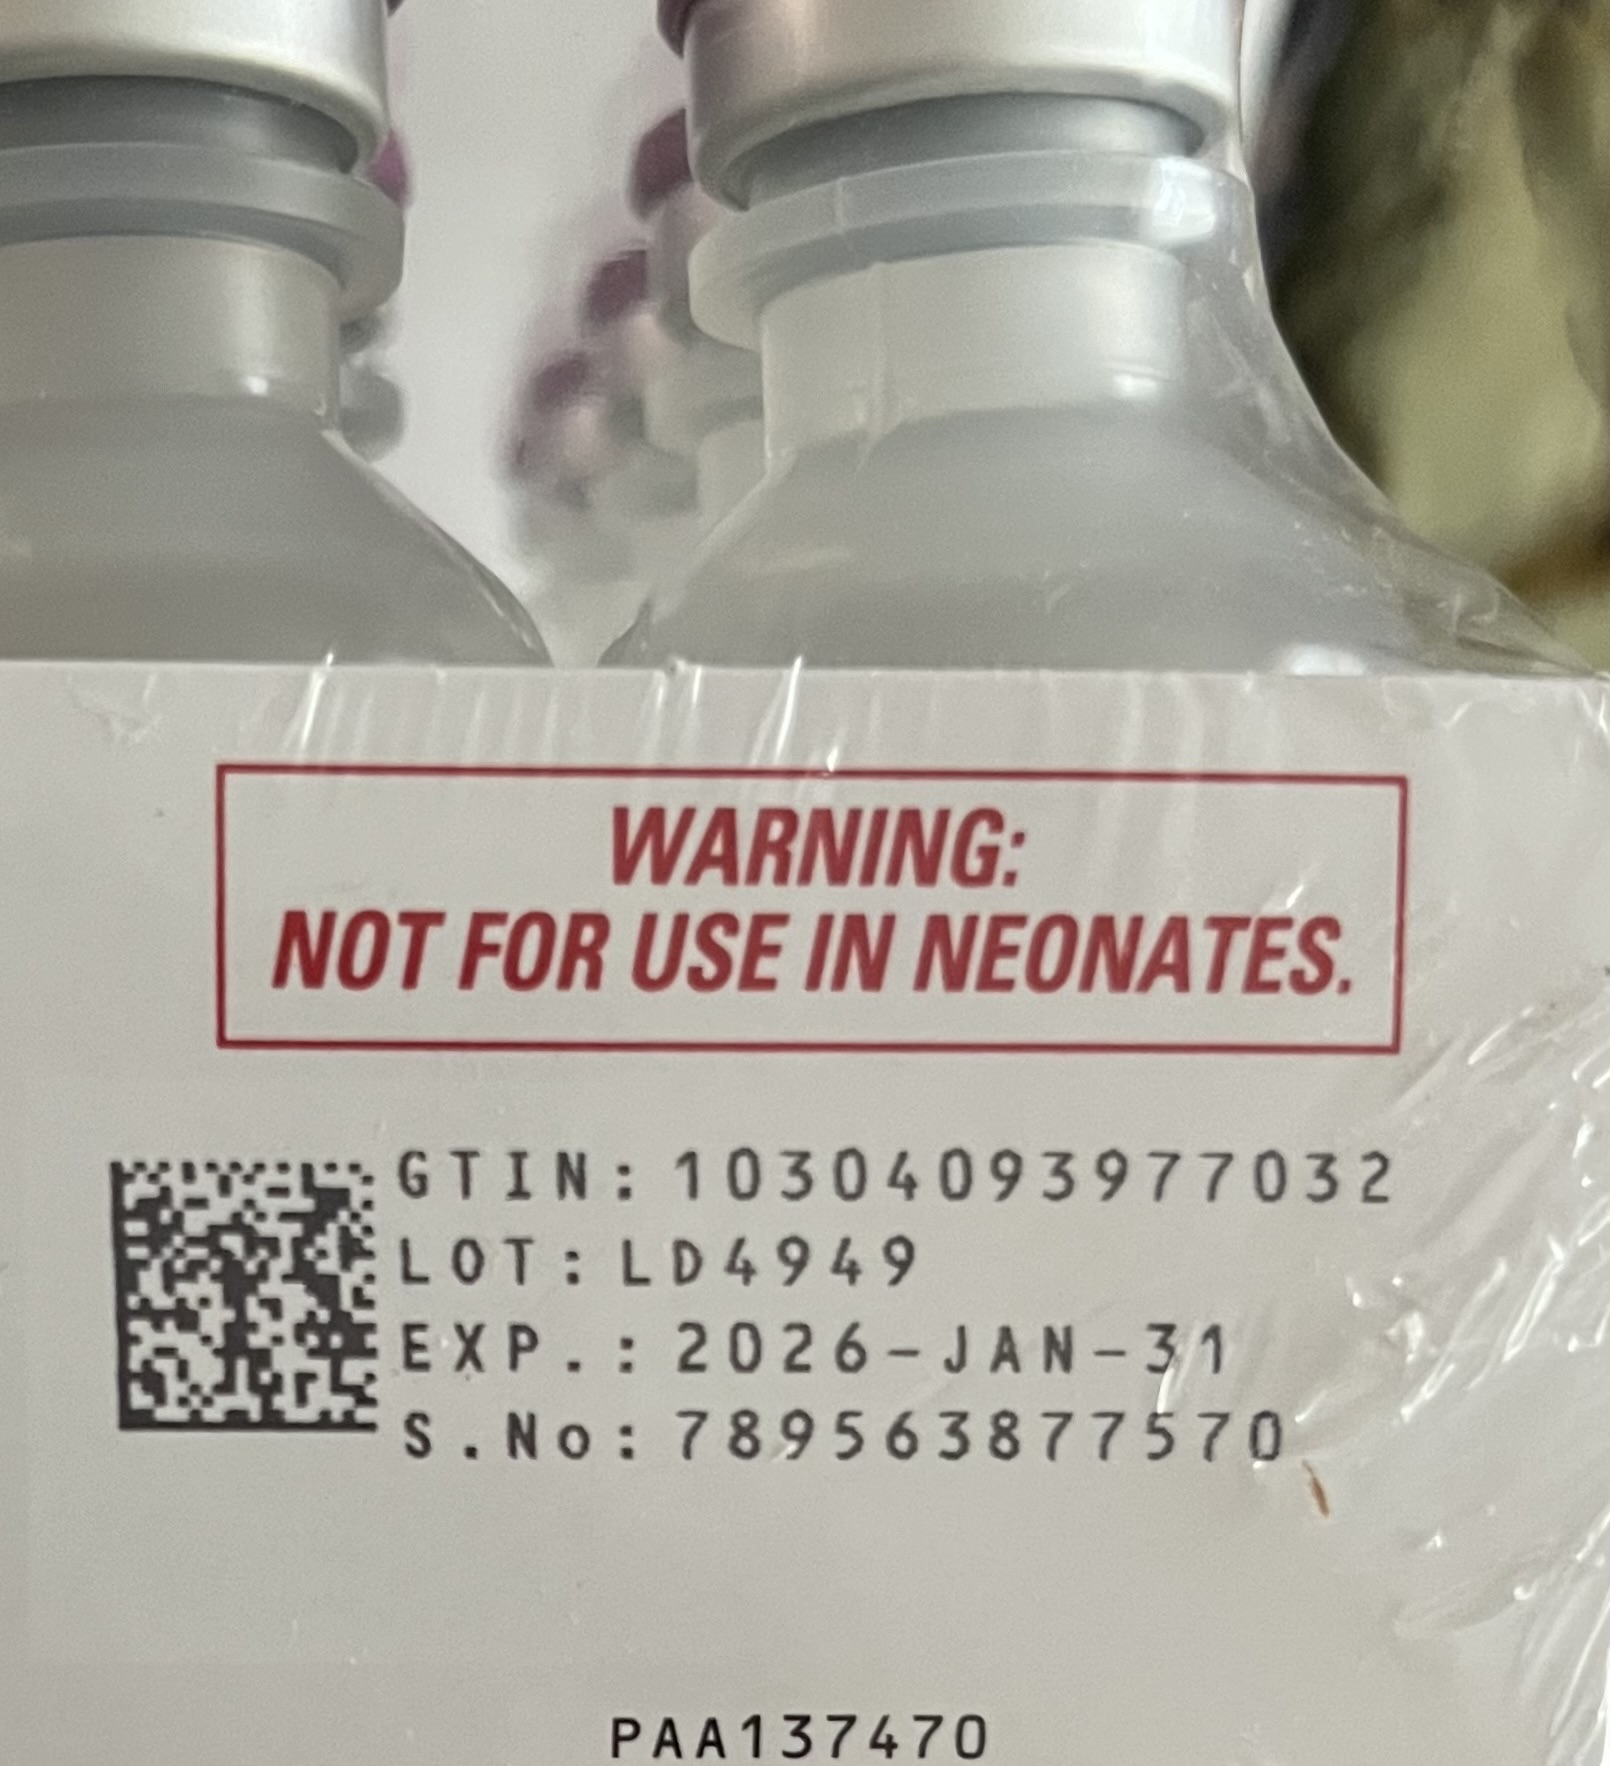 WARNING:
NOT FOR USE IN NEONATES.
GTIN: 10304093977032
LOT: LD4949
EXP.: 2026-JAN-31
S.No: 789563877570
PAA137470